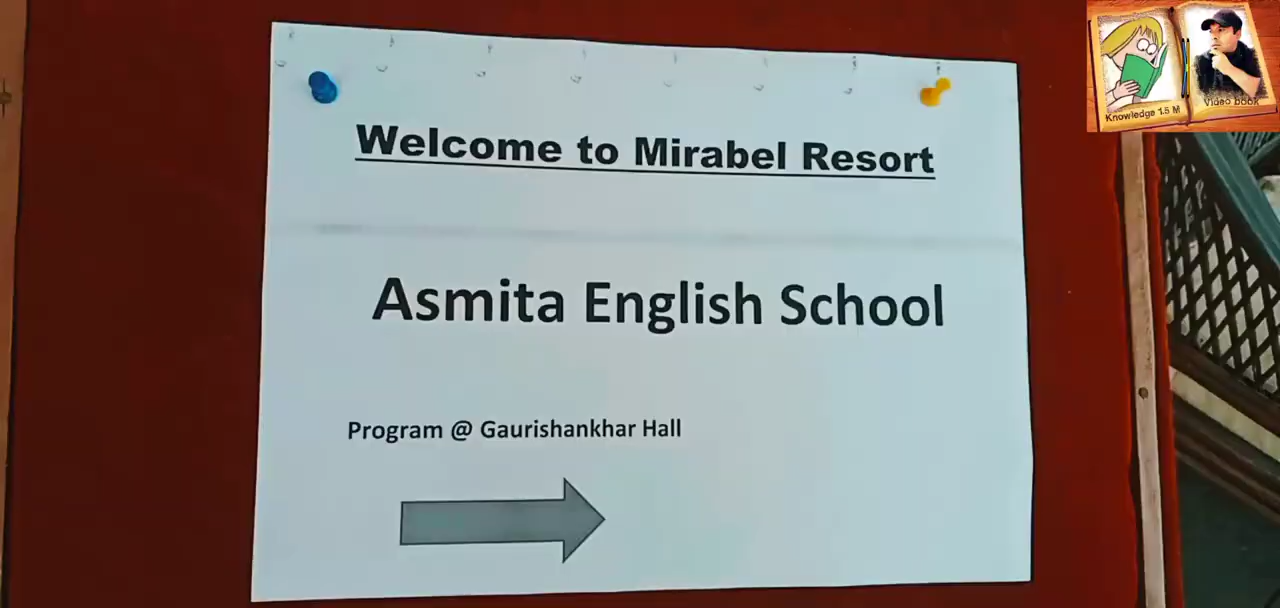 Welcome to Mirabel Resort
Asmita English School
Program @ Gaurishankhar Hall
Knowledge 1.5 M
Video book